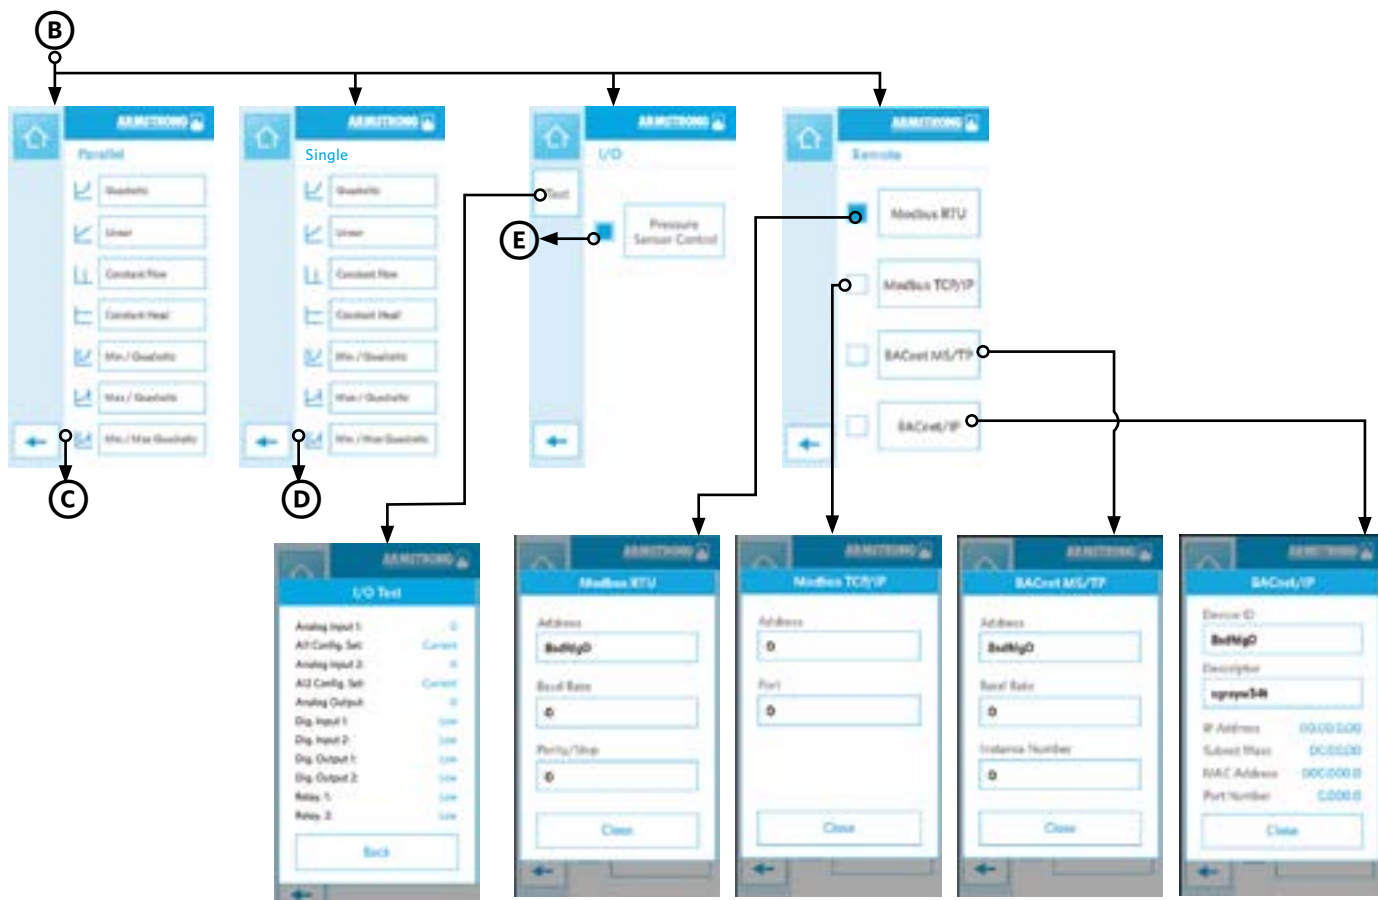 B
ARMSTRONG
ARMSTRONG
ARMSTRONG
ARMSTRONG
Parallel
Single
I/O
Remote
Quadratic
Linear
Constant Flow
Constant Head
Min / Quadratic
Max / Quadratic
Min / Max Quadratic
Quadratic
Linear
Constant Flow
Constant Head
Min / Quadratic
Max / Quadratic
Min / Max Quadratic
Test
Pressure
Sensor Control
E
Modbus RTU
Modbus TCP/IP
BACnet MS/TP
BACnet/IP
C
D
ARMSTRONG
I/O Test
Analog Input 1: 0
AI1 Config. Set: Current
Analog Input 2: 0
AI2 Config. Set: Current
Analog Output: 0
Dig. Input 1: Low
Dig. Input 2: Low
Dig. Output 1: Low
Dig. Output 2: Low
Relay. 1: Low
Relay. 2: Low
Back
ARMSTRONG
Modbus RTU
Address
Baud Rate
0
Parity/Stop
0
Close
ARMSTRONG
Modbus TCP/IP
Address
0
Port
0
Close
ARMSTRONG
BACnet MS/TP
Address
Baud Rate
0
Instance Number
0
Close
ARMSTRONG
BACnet/IP
Device ID
Descriptor
IP Address
Subnet Mass
MAC Address
Port Number
Close